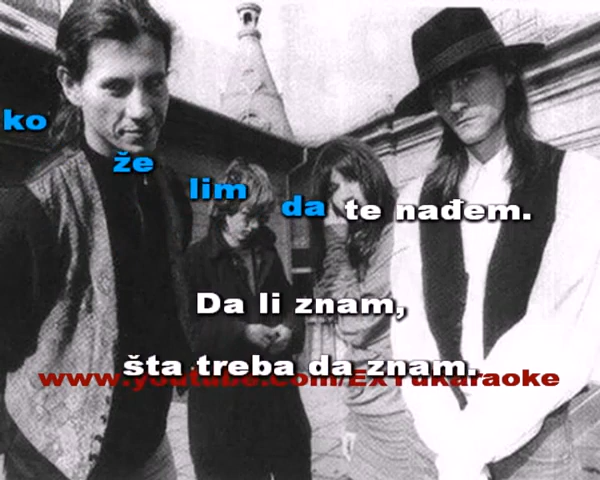 ko že lim da te nađem.
Da li znam,
šta treba da znam.
www.youtube.com/ExYuKaraoke